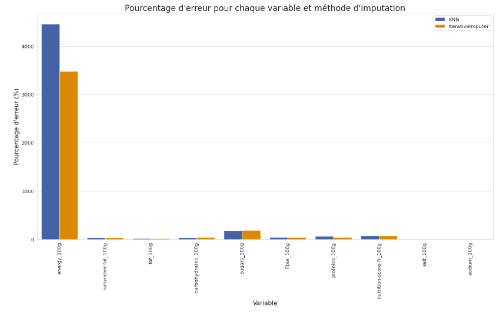 Pourcentage d'erreur pour chaque variable et méthode d'imputation
KNN
IterativeImputer
Pourcentage d'erreur (%)
4000
3000
2000
1000
0
energy_100g
saturated-fat_100g
fat_100g
carbohydrates_100g
sugars_100g
fiber_100g
proteins_100g
nutrition-score-fr_100g
salt_100g
sodium_100g
Variable